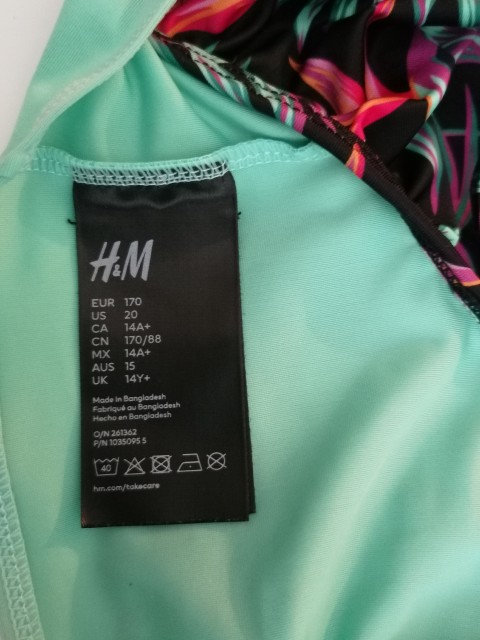 H&M
EUR 170
US 20
CA 14A+
CN 170/88
MX 14A+
AUS 15
UK 14Y+
Made in Bangladesh
Fabriqué au Bangladesh
Hecho en Bangladesh
O/N 261362
P/N 1035095 S
40
hm.com/takecare